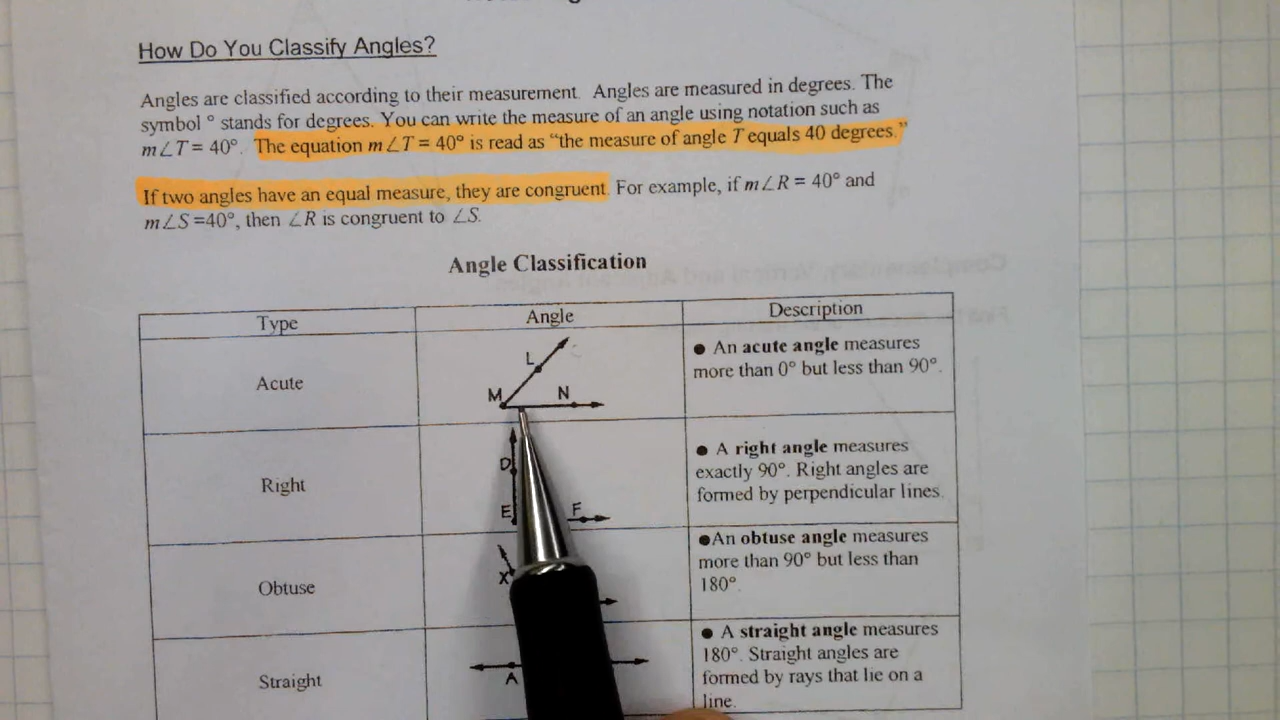 How Do You Classify Angles?
Angles are classified according to their measurement. Angles are measured in degrees. The
symbol ° stands for degrees. You can write the measure of an angle using notation such as
m∠T = 40°. The equation m∠T = 40° is read as “the measure of angle T equals 40 degrees.”
If two angles have an equal measure, they are congruent. For example, if m∠R = 40° and
m∠S =40°, then ∠R is congruent to ∠S.
Angle Classification
Type Angle Description
Acute
L
M N
● An acute angle measures
more than 0° but less than 90°.
Right
D
E F
● A right angle measures
exactly 90°. Right angles are
formed by perpendicular lines.
Obtuse
X
●An obtuse angle measures
more than 90° but less than
180°.
Straight
A
● A straight angle measures
180°. Straight angles are
formed by rays that lie on a
line.